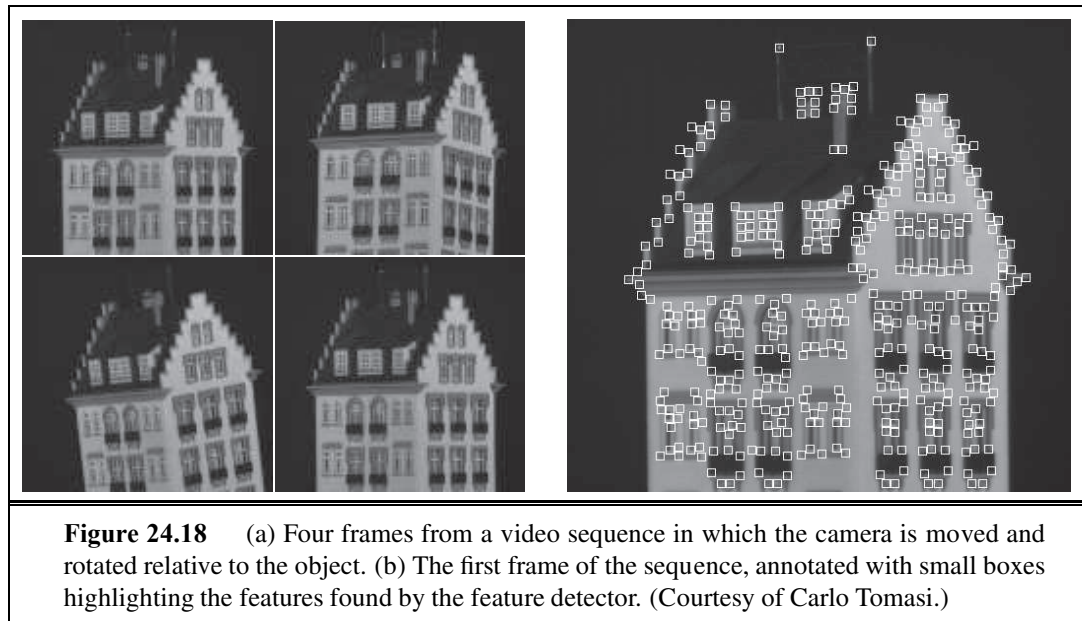 Figure 24.18 (a) Four frames from a video sequence in which the camera is moved and
rotated relative to the object. (b) The first frame of the sequence, annotated with small boxes
highlighting the features found by the feature detector. (Courtesy of Carlo Tomasi.)